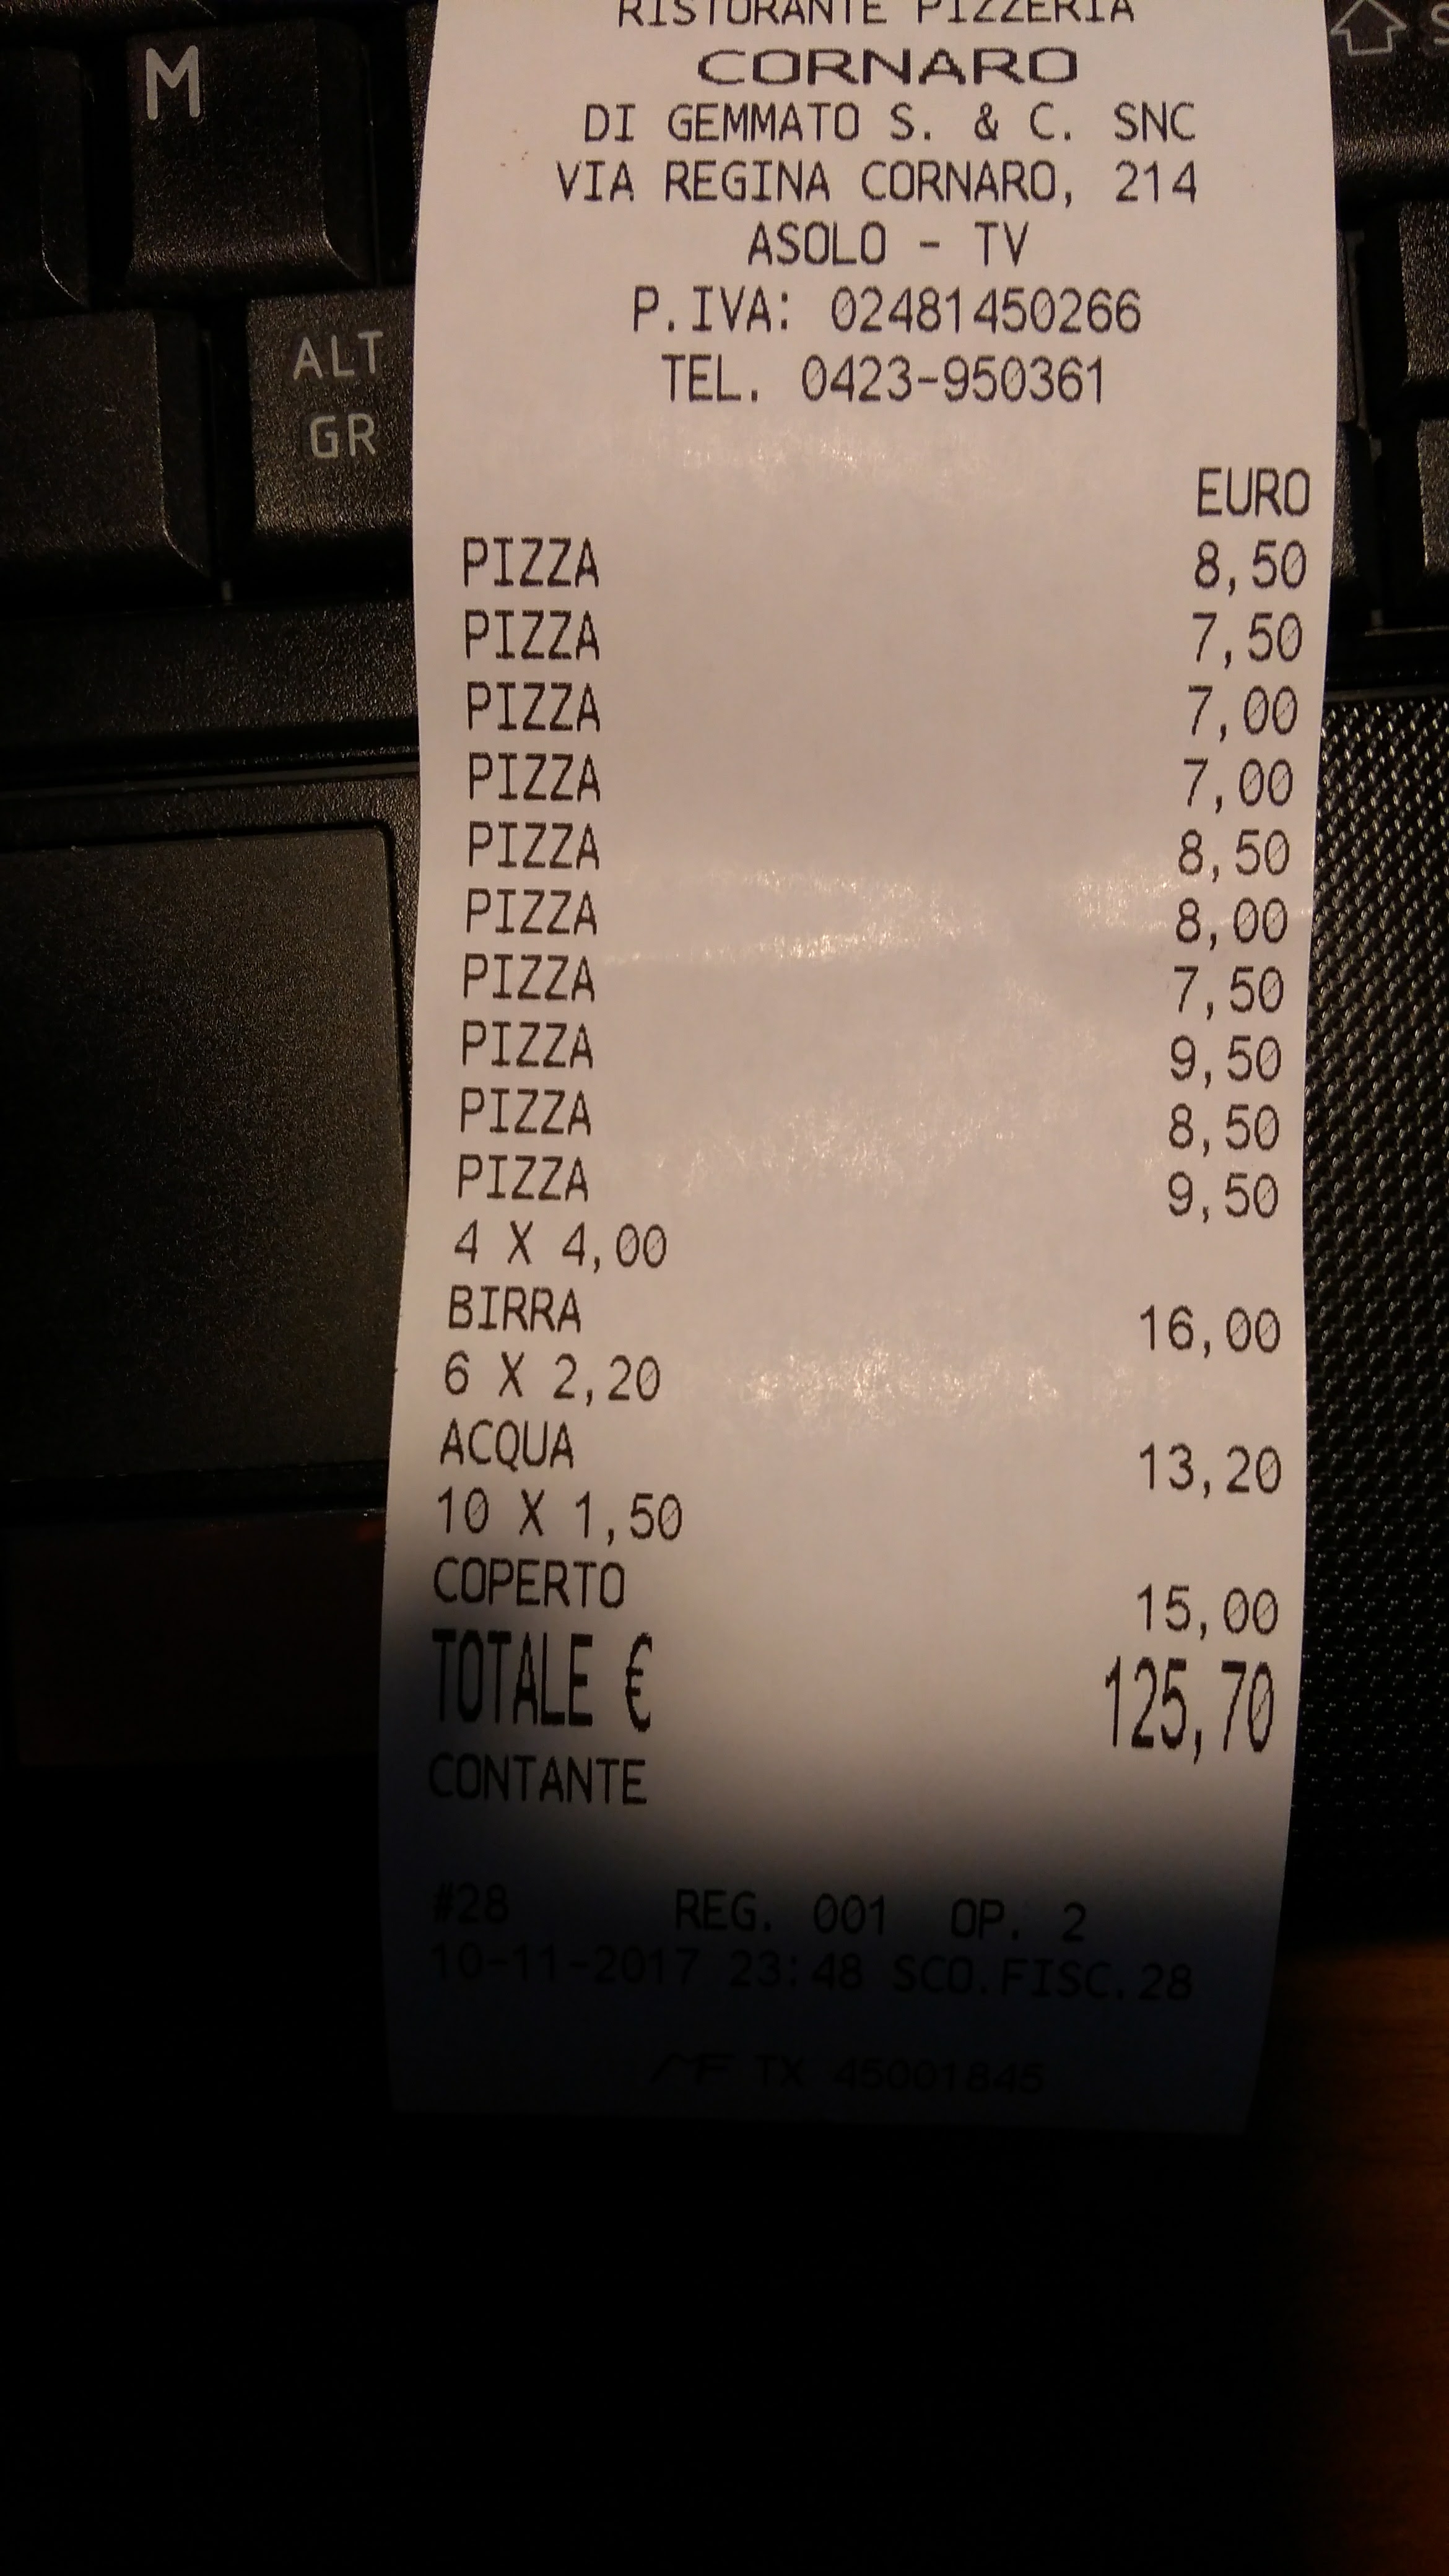 M
ALT
GR
S
RISTORANTE PIZZERIA
CORNARO
DI GEMMATO S. & C. SNC
VIA REGINA CORNARO, 214
ASOLO - TV
P.IVA: 02481450266
TEL. 0423-950361
EURO
PIZZA 8,50
PIZZA 7,50
PIZZA 7,00
PIZZA 7,00
PIZZA 8,50
PIZZA 8,00
PIZZA 7,50
PIZZA 9,50
PIZZA 8,50
PIZZA 9,50
4 X 4,00
BIRRA 16,00
6 X 2,20
ACQUA 13,20
10 X 1,50
COPERTO 15,00
TOTALE € 125,70
CONTANTE
#28 REG. 001 OP. 2
10-11-2017 23:48 SCO.FISC.28
MF TX 45001845